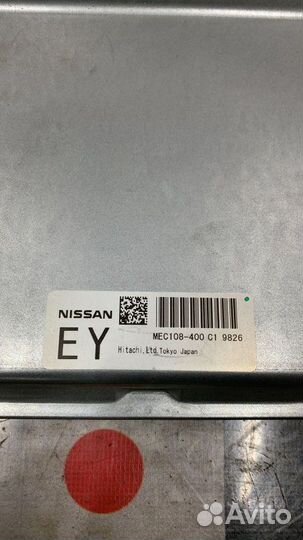 NISSAN
EY
MEC108-400 C1 9826
Hitachi,Ltd.Tokyo Japan
Avito